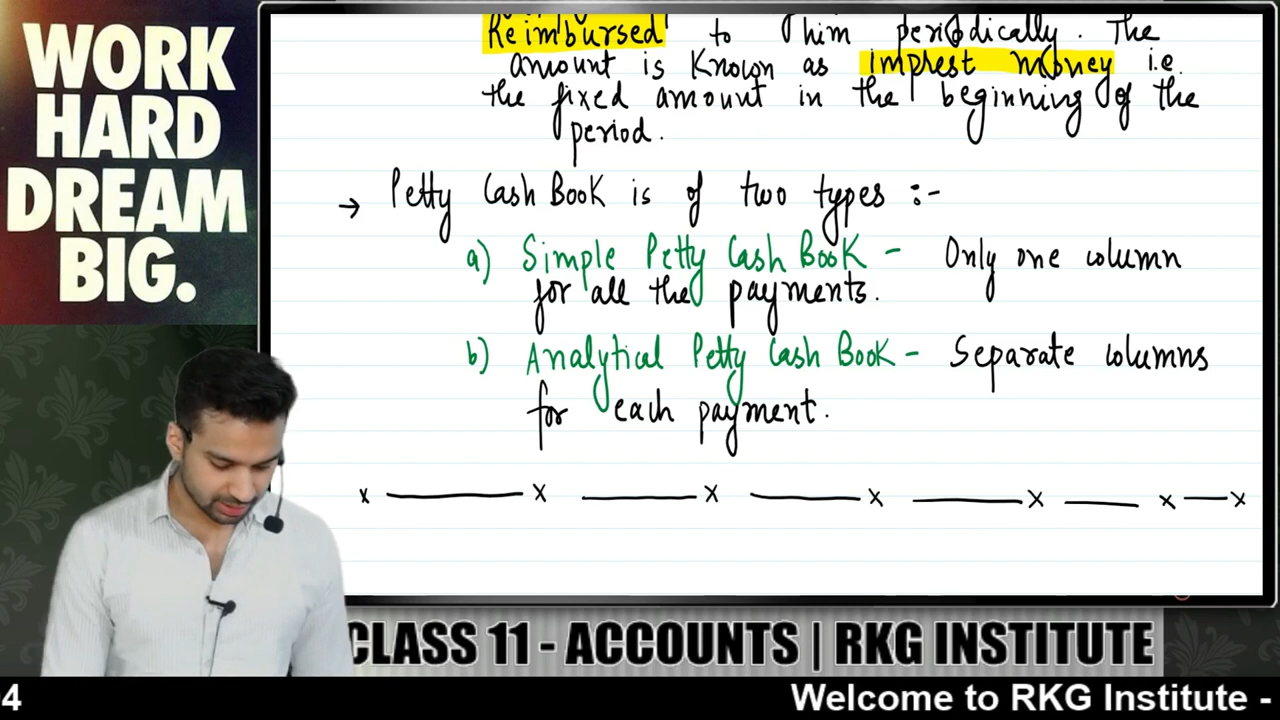 WORK
HARD
DREAM
BIG.
Reimbursed to him periodically. The
amount is known as imprest money i.e.
the fixed amount in the beginning of the
period.
→ Petty Cash Book is of two types :-
a) Simple Petty Cash Book - Only one column
for all the payments.
b) Analytical Petty Cash Book - Separate columns
for each payment.
x ——— x ——— x ——— x ——— x —— x — x
CLASS 11 - ACCOUNTS | RKG INSTITUTE
4 Welcome to RKG Institute -